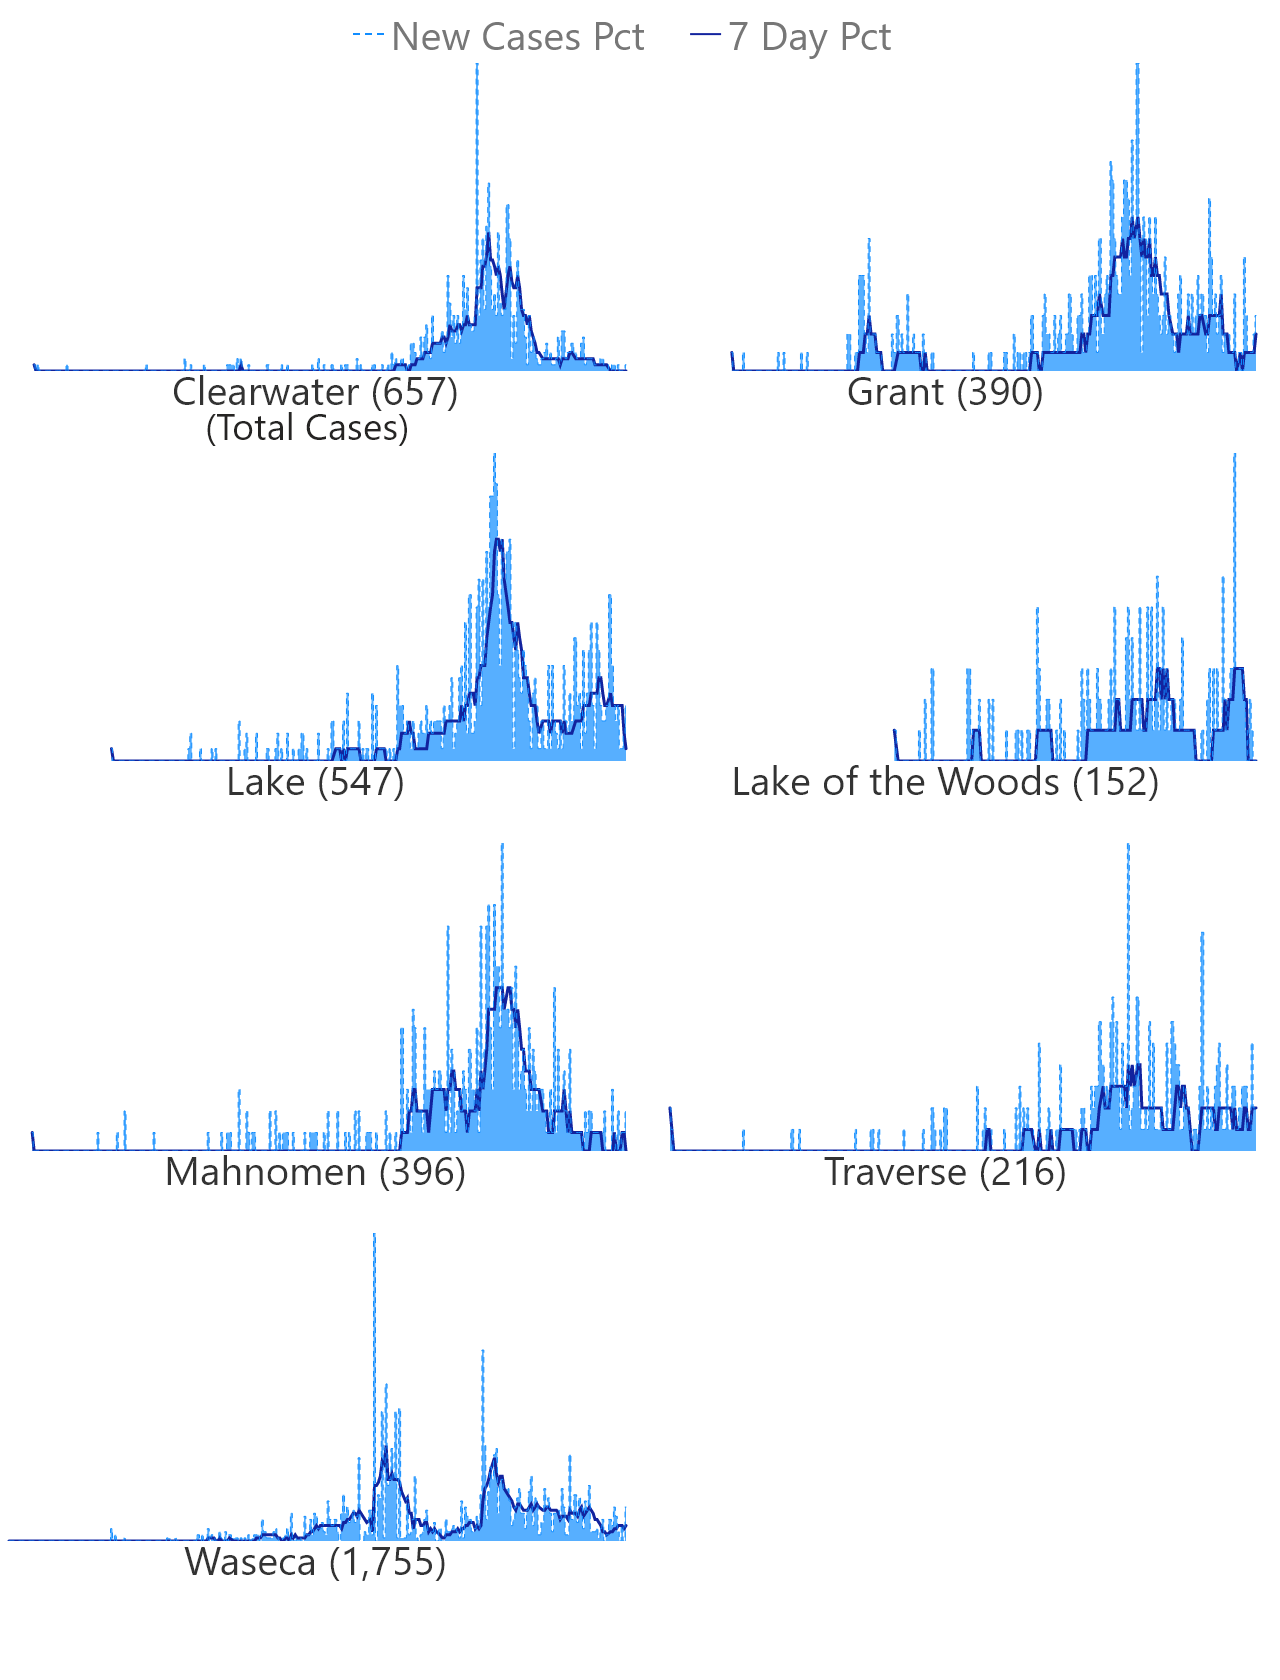 New Cases Pct 7 Day Pct
Clearwater (657) Grant (390)
(Total Cases)
Lake (547) Lake of the Woods (152)
Mahnomen (396) Traverse (216)
Waseca (1,755)